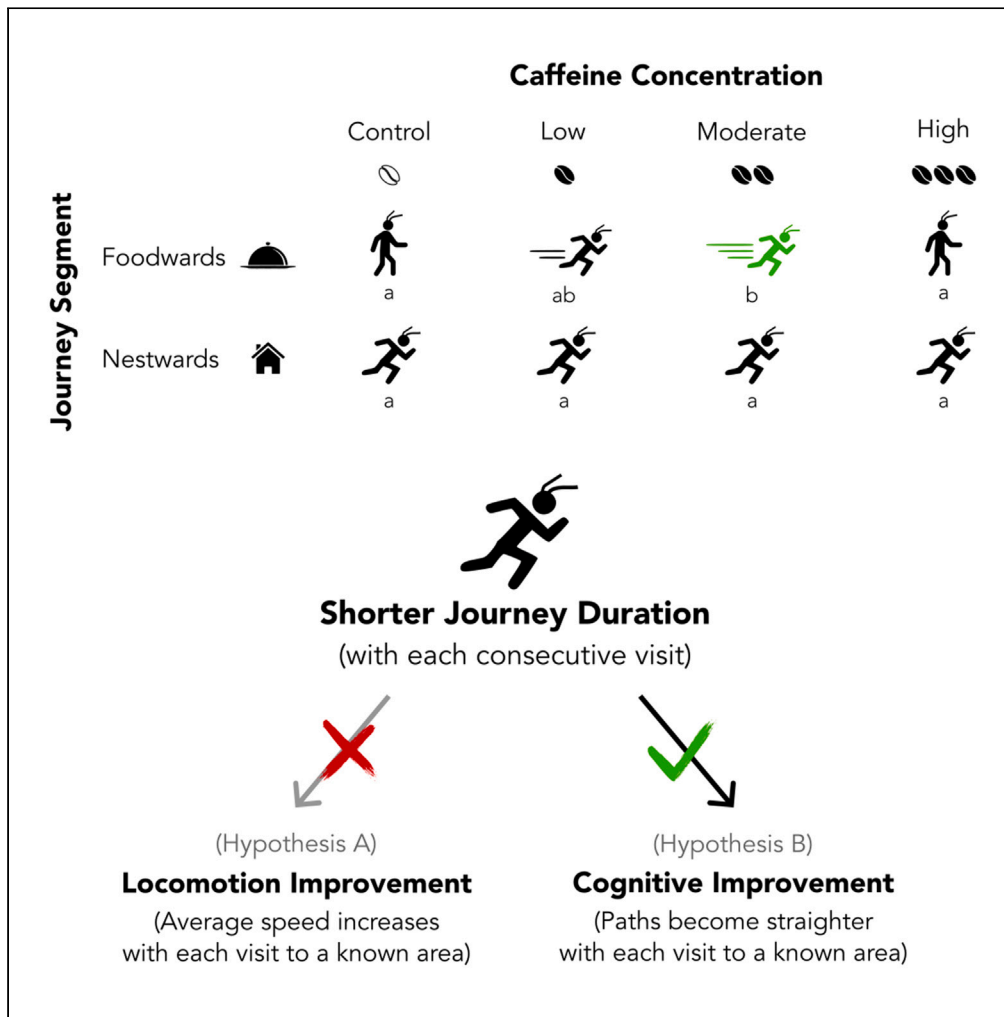 Caffeine Concentration
Control Low Moderate High
Journey Segment
Foodwards
a ab b a
Nestwards
a a a a
Shorter Journey Duration
(with each consecutive visit)
(Hypothesis A)
Locomotion Improvement
(Average speed increases
with each visit to a known area)
(Hypothesis B)
Cognitive Improvement
(Paths become straighter
with each visit to a known area)